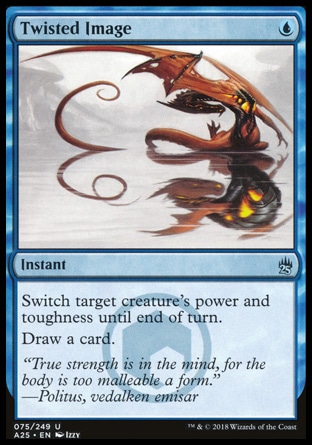 Twisted Image
Instant
25
Switch target creature's power and
toughness until end of turn.
Draw a card.
"True strength is in the mind, for the
body is too malleable a form."
—Politus, vedalken emisar
075/249 U
A25 • EN Izzy
™ & © 2018 Wizards of the Coast